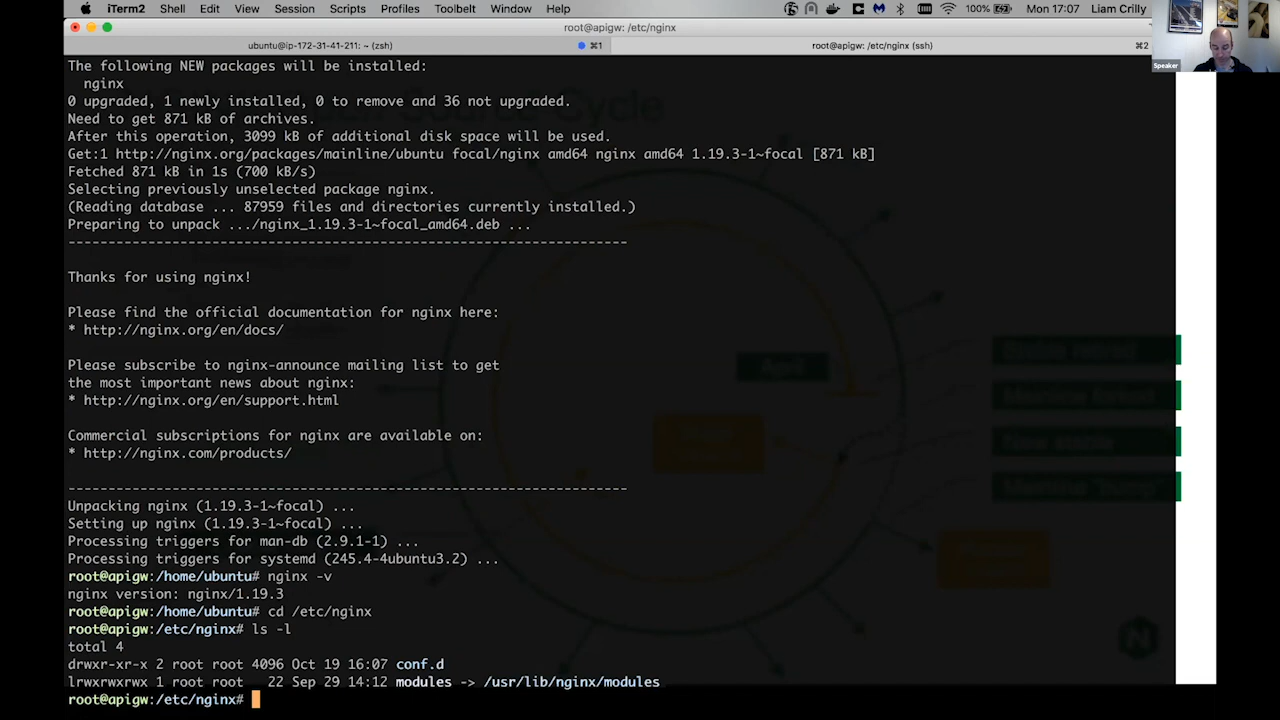 iTerm2 Shell Edit View Session Scripts Profiles Toolbelt Window Help 100% Mon 17:07 Liam Crilly
root@apigw: /etc/nginx
ubuntu@ip-172-31-41-211: ~ (zsh) ⌘1 root@apigw: /etc/nginx (ssh) ⌘2
Speaker
The following NEW packages will be installed:
nginx
0 upgraded, 1 newly installed, 0 to remove and 36 not upgraded.
Need to get 871 kB of archives.
After this operation, 3099 kB of additional disk space will be used.
Get:1 http://nginx.org/packages/mainline/ubuntu focal/nginx amd64 nginx amd64 1.19.3-1~focal [871 kB]
Fetched 871 kB in 1s (700 kB/s)
Selecting previously unselected package nginx.
(Reading database ... 87959 files and directories currently installed.)
Preparing to unpack .../nginx_1.19.3-1~focal_amd64.deb ...
----------------------------------------------------------------------
Thanks for using nginx!
Please find the official documentation for nginx here:
* http://nginx.org/en/docs/
Please subscribe to nginx-announce mailing list to get
the most important news about nginx:
* http://nginx.org/en/support.html
Commercial subscriptions for nginx are available on:
* http://nginx.com/products/
----------------------------------------------------------------------
Unpacking nginx (1.19.3-1~focal) ...
Setting up nginx (1.19.3-1~focal) ...
Processing triggers for man-db (2.9.1-1) ...
Processing triggers for systemd (245.4-4ubuntu3.2) ...
root@apigw:/home/ubuntu# nginx -v
nginx version: nginx/1.19.3
root@apigw:/home/ubuntu# cd /etc/nginx
root@apigw:/etc/nginx# ls -l
total 4
drwxr-xr-x 2 root root 4096 Oct 19 16:07 conf.d
lrwxrwxrwx 1 root root 22 Sep 29 14:12 modules -> /usr/lib/nginx/modules
root@apigw:/etc/nginx#
Source Cycle
April